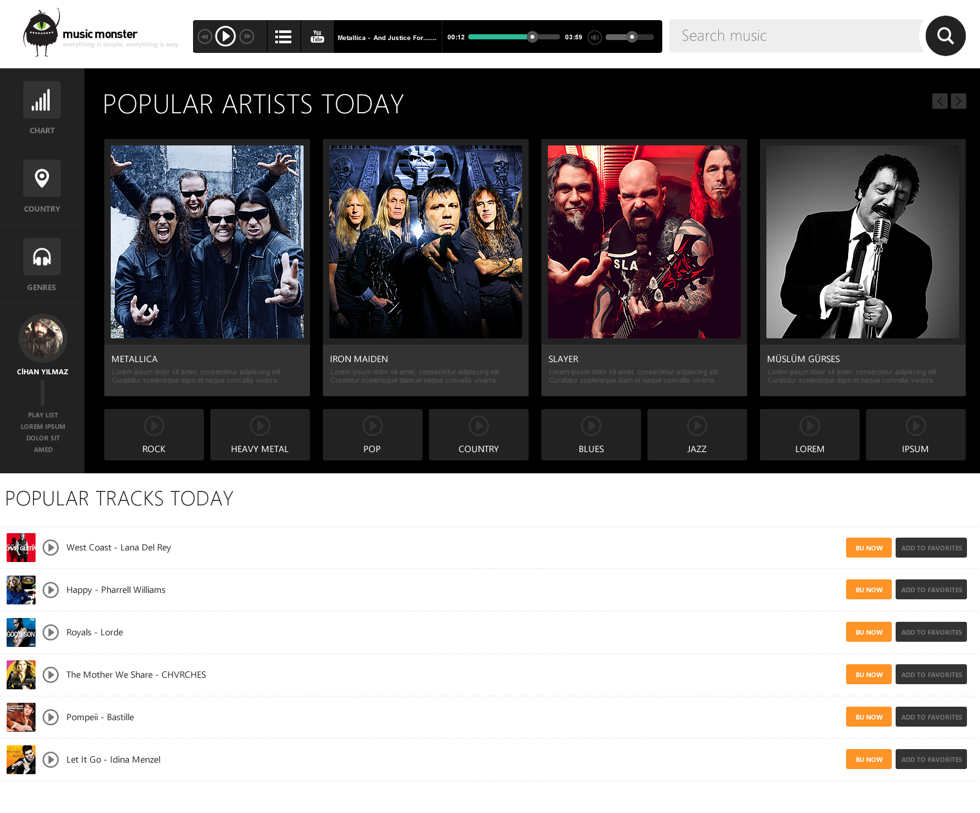 music monster
everything is simple. everything is easy
You
Tube
Metallica - And Justice For.......
00:12
03:59
Search music
CHART
COUNTRY
GENRES
CİHAN YILMAZ
PLAY LIST
LOREM IPSUM
DOLOR SIT
AMED
POPULAR ARTISTS TODAY
SLA
METALLICA
Lorem ipsum dolor sit amet, consectetur adipiscing elit
Curabitur scelerisque diam et neque convallis viverra
IRON MAIDEN
Lorem ipsum dolor sit amet, consectetur adipiscing elit
Curabitur scelerisque diam et neque convallis viverra
SLAYER
Lorem ipsum dolor sit amet, consectetur adipiscing elit
Curabitur scelerisque diam et neque convallis viverra
MÜSLÜM GÜRSES
Lorem ipsum dolor sit amet, consectetur adipiscing elit
Curabitur scelerisque diam et neque convallis viverra
ROCK
HEAVY METAL
POP
COUNTRY
BLUES
JAZZ
LOREM
IPSUM
POPULAR TRACKS TODAY
West Coast - Lana Del Rey
BU NOW
ADD TO FAVORITES
Happy - Pharrell Williams
BU NOW
ADD TO FAVORITES
Royals - Lorde
BU NOW
ADD TO FAVORITES
The Mother We Share - CHVRCHES
BU NOW
ADD TO FAVORITES
Pompeii - Bastille
BU NOW
ADD TO FAVORITES
Let It Go - Idina Menzel
BU NOW
ADD TO FAVORITES